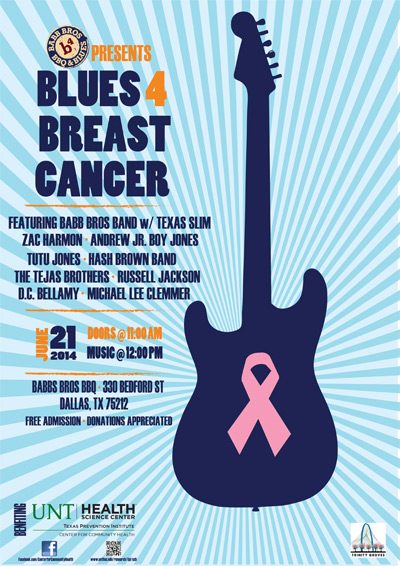 BABB BROS
BBQ & BLUES
b4
PRESENTS
BLUES 4
BREAST
CANCER
FEATURING BABB BROS BAND w/ TEXAS SLIM
ZAC HARMON · ANDREW JR. BOY JONES
TUTU JONES · HASH BROWN BAND
THE TEJAS BROTHERS · RUSSELL JACKSON
D.C. BELLAMY · MICHAEL LEE CLEMMER
JUNE 21 2014
DOORS @ 11:00 AM
MUSIC @ 12:00 PM
BABBS BROS BBQ · 330 BEDFORD ST
DALLAS, TX 75212
FREE ADMISSION · DONATIONS APPRECIATED
BENEFITING
UNT HEALTH
SCIENCE CENTER
TEXAS PREVENTION INSTITUTE
CENTER FOR COMMUNITY HEALTH
f
TRINITY GROVES